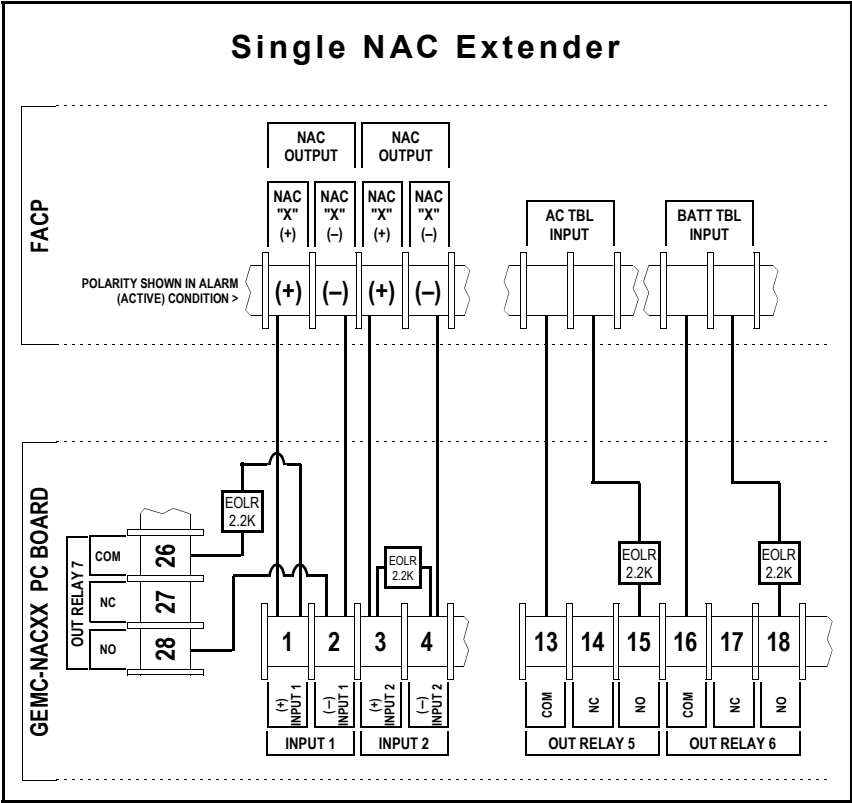 Single NAC Extender
FACP
NAC
OUTPUT
NAC
OUTPUT
NAC
"X"
(+)
NAC
"X"
(–)
NAC
"X"
(+)
NAC
"X"
(–)
AC TBL
INPUT
BATT TBL
INPUT
POLARITY SHOWN IN ALARM
(ACTIVE) CONDITION >
(+)
(–)
(+)
(–)
GEMC-NACXX PC BOARD
OUT RELAY 7
COM
NC
NO
26
27
28
EOLR
2.2K
EOLR
2.2K
EOLR
2.2K
EOLR
2.2K
1
2
3
4
13
14
15
16
17
18
(+)
INPUT 1
(–)
INPUT 1
(+)
INPUT 2
(–)
INPUT 2
COM
NC
NO
COM
NC
NO
INPUT 1
INPUT 2
OUT RELAY 5
OUT RELAY 6